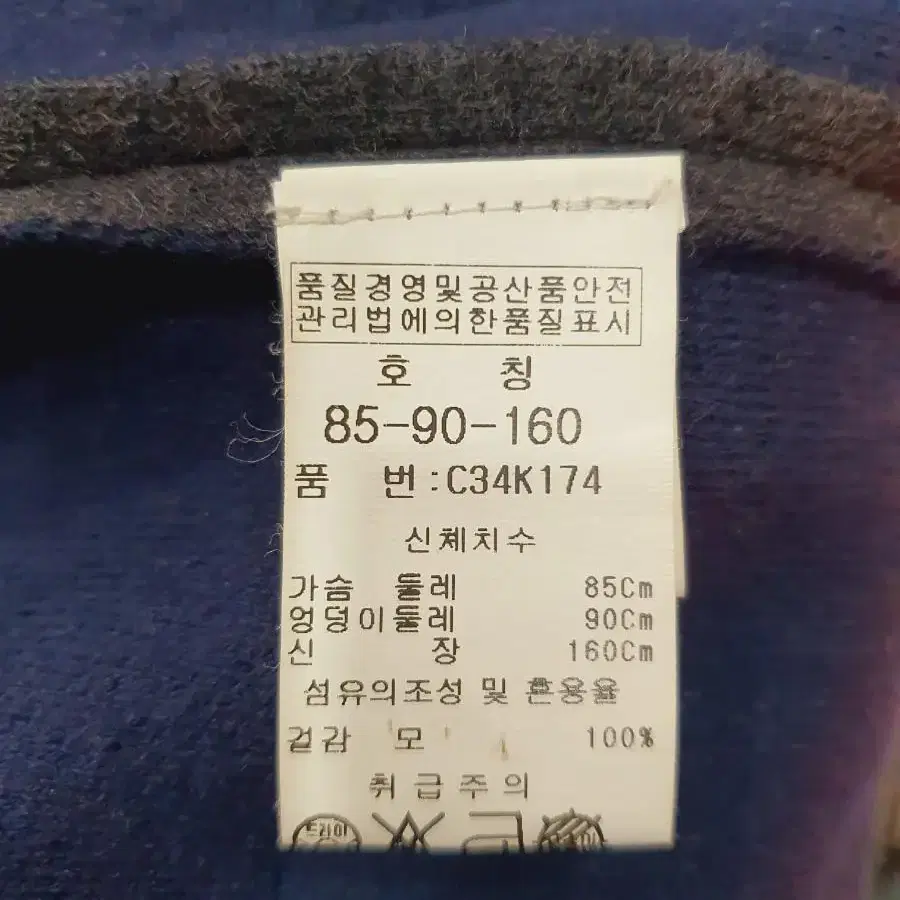 품질경영및공산품안전
관리법에의한품질표시
호 칭
85-90-160
품 번:C34K174
신체치수
가슴 둘레 85Cm
엉덩이둘레 90Cm
신 장 160Cm
섬유의조성 및 혼용율
겉감 모 100%
취급주의
드라이